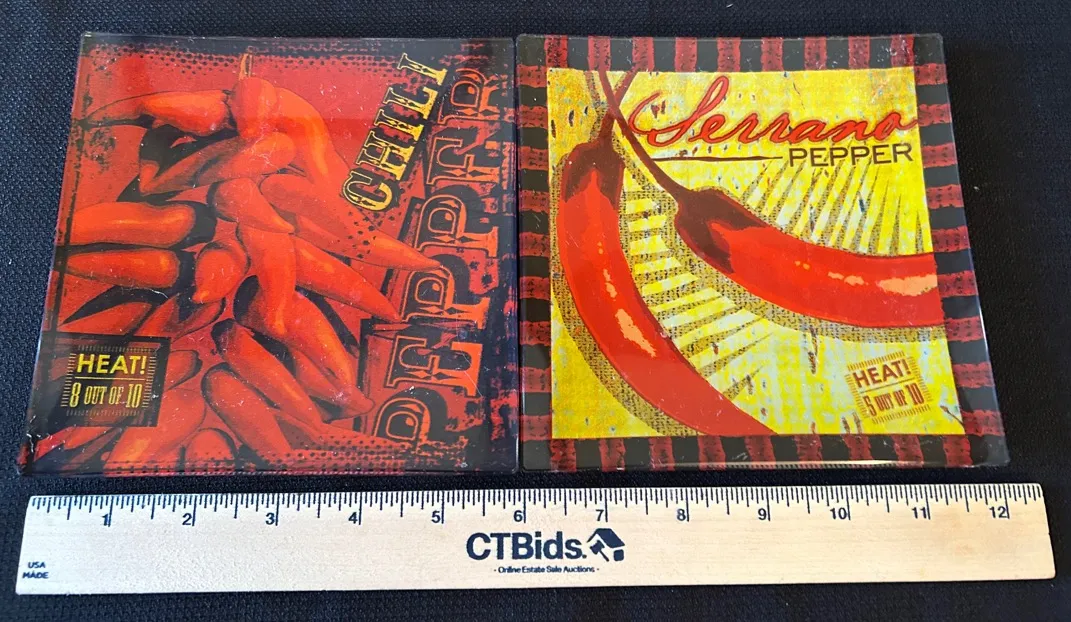 CHILI
PEPPER
HEAT!
8 OUT OF 10
Serrano
PEPPER
HEAT!
5 OUT OF 10
1 2 3 4 5 6 7 8 9 10 11 12
CTBids.
- Online Estate Sale Auctions -
USA
MADE